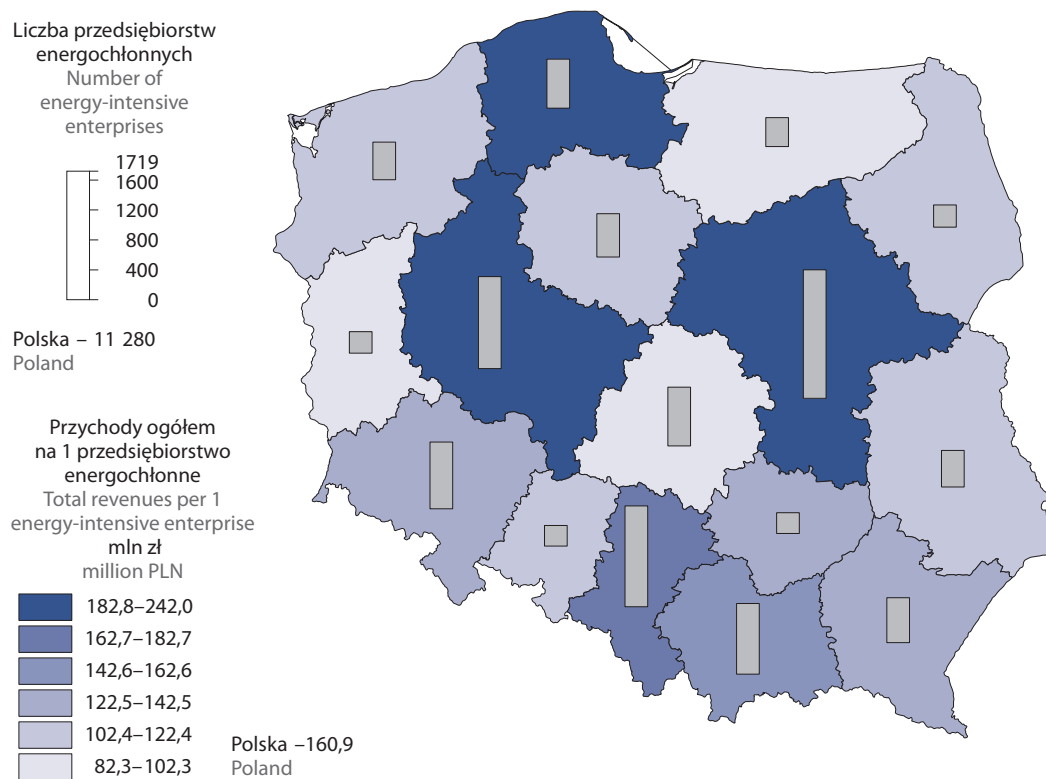 Liczba przedsiębiorstw
energochłonnych
Number of
energy-intensive
enterprises
1719
1600
1200
800
400
0
Polska – 11 280
Poland
Przychody ogółem
na 1 przedsiębiorstwo
energochłonne
Total revenues per 1
energy-intensive enterprise
mln zł
million PLN
182,8–242,0
162,7–182,7
142,6–162,6
122,5–142,5
102,4–122,4
82,3–102,3
Polska –160,9
Poland